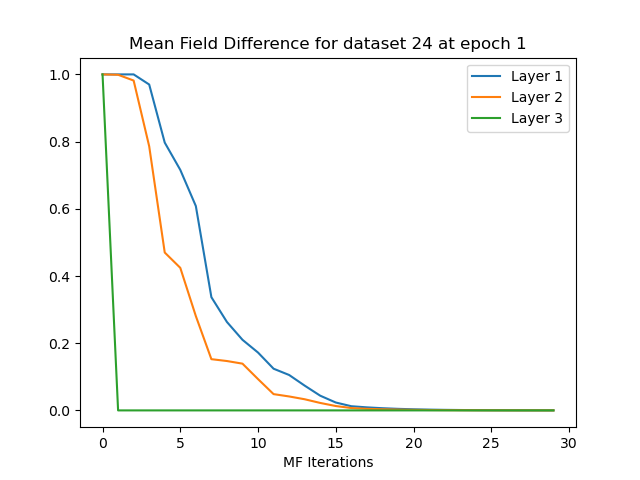 Mean Field Difference for dataset 24 at epoch 1
Layer 1
Layer 2
Layer 3
1.0
0.8
0.6
0.4
0.2
0.0
0 5 10 15 20 25 30
MF Iterations